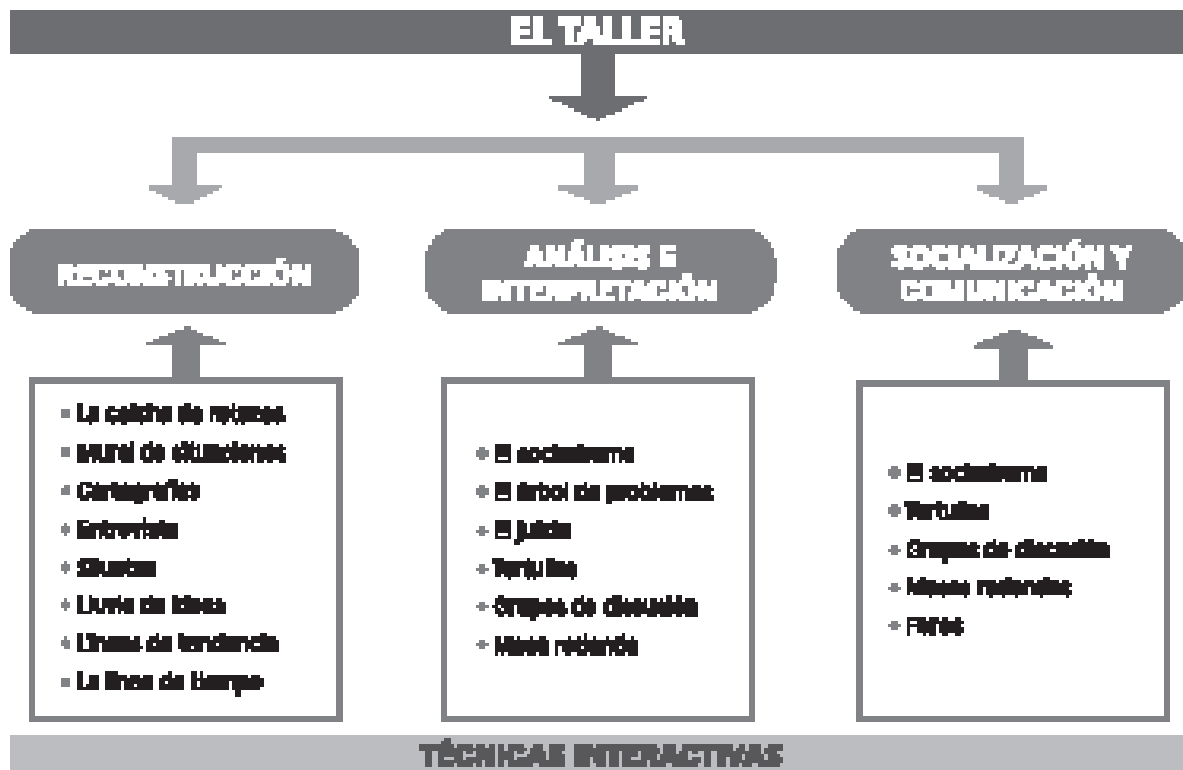 EL TALLER
RECONSTRUCCIÓN
ANÁLISIS E
INTERPRETACIÓN
SOCIALIZACIÓN Y
COMUNICACIÓN
• La colcha de retazos
• Mural de situaciones
• Cartografías
• Entrevista
• Siluetas
• Lluvia de ideas
• Líneas de tendencia
• La línea de tiempo
• El sociodrama
• El árbol de problemas
• El juicio
• Tertulias
• Grupos de discusión
• Mesa redonda
• El sociodrama
• Tertulias
• Grupos de discusión
• Mesas redondas
• Foros
TÉCNICAS INTERACTIVAS